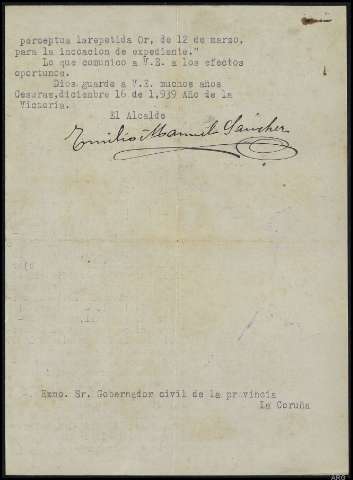 perceptua larepetida Or, de 12 de marzo,
para la incoacion de expediente."
Lo que comunico a V.E. a los efectos
oportunos.
Dios guarde a V.E. muchos años
Cesuras,diciembre 16 de 1,939 Año de la
Victoria.
El Alcalde
Emilio Manuel Sánchez
Exmo. Sr. Gobernador civil de la provincia
La Coruña
ARG